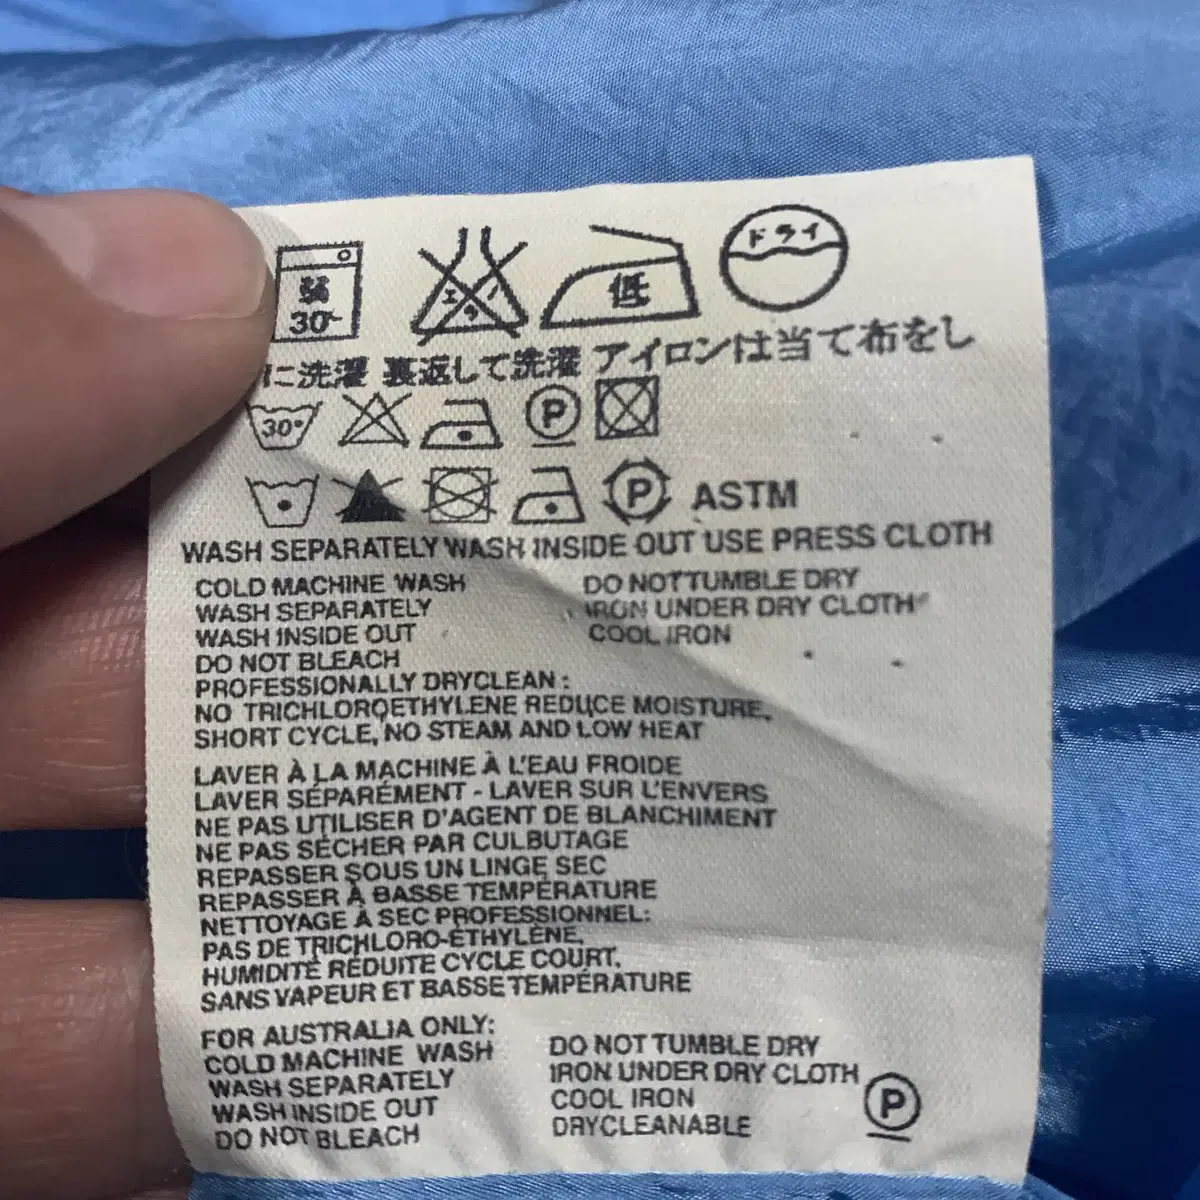 弱
30
エンソ
低
ドライ
に洗濯 裏返して洗濯 アイロンは当て布をし
30°
P
P ASTM
WASH SEPARATELY WASH INSIDE OUT USE PRESS CLOTH
COLD MACHINE WASH DO NOT TUMBLE DRY
WASH SEPARATELY IRON UNDER DRY CLOTH
WASH INSIDE OUT COOL IRON
DO NOT BLEACH
PROFESSIONALLY DRYCLEAN :
NO TRICHLOROETHYLENE REDUCE MOISTURE,
SHORT CYCLE, NO STEAM AND LOW HEAT
LAVER À LA MACHINE À L'EAU FROIDE
LAVER SÉPARÉMENT - LAVER SUR L'ENVERS
NE PAS UTILISER D'AGENT DE BLANCHIMENT
NE PAS SÉCHER PAR CULBUTAGE
REPASSER SOUS UN LINGE SEC
REPASSER À BASSE TEMPÉRATURE
NETTOYAGE À SEC PROFESSIONNEL:
PAS DE TRICHLORO-ÉTHYLÈNE,
HUMIDITÉ RÉDUITE CYCLE COURT,
SANS VAPEUR ET BASSE TEMPÉRATURE
FOR AUSTRALIA ONLY:
COLD MACHINE WASH DO NOT TUMBLE DRY
WASH SEPARATELY IRON UNDER DRY CLOTH
WASH INSIDE OUT COOL IRON
DO NOT BLEACH DRYCLEANABLE
P